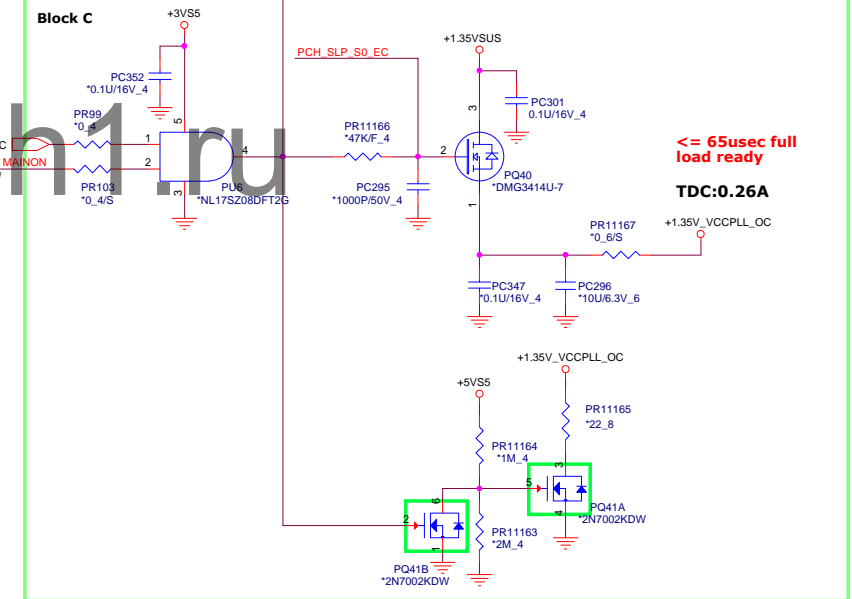 Block C
+3VS5
PC352
*0.1U/16V_4
PR99
*0_4
C
MAINON
PR103
*0_4/S
1
2
5
3
4
PU6
*NL17SZ08DFT2G
h1.ru
PCH_SLP_S0_EC
PR11166
*47K/F_4
PC295
*1000P/50V_4
+1.35VSUS
PC301
0.1U/16V_4
3
2
1
PQ40
*DMG3414U-7
<= 65usec full
load ready
TDC:0.26A
PR11167
*0_6/S
+1.35V_VCCPLL_OC
PC347
*0.1U/16V_4
PC296
*10U/6.3V_6
+1.35V_VCCPLL_OC
+5VS5
PR11165
*22_8
PR11164
*1M_4
3
5
4
PQ41A
*2N7002KDW
6
2
1
PR11163
*2M_4
PQ41B
*2N7002KDW